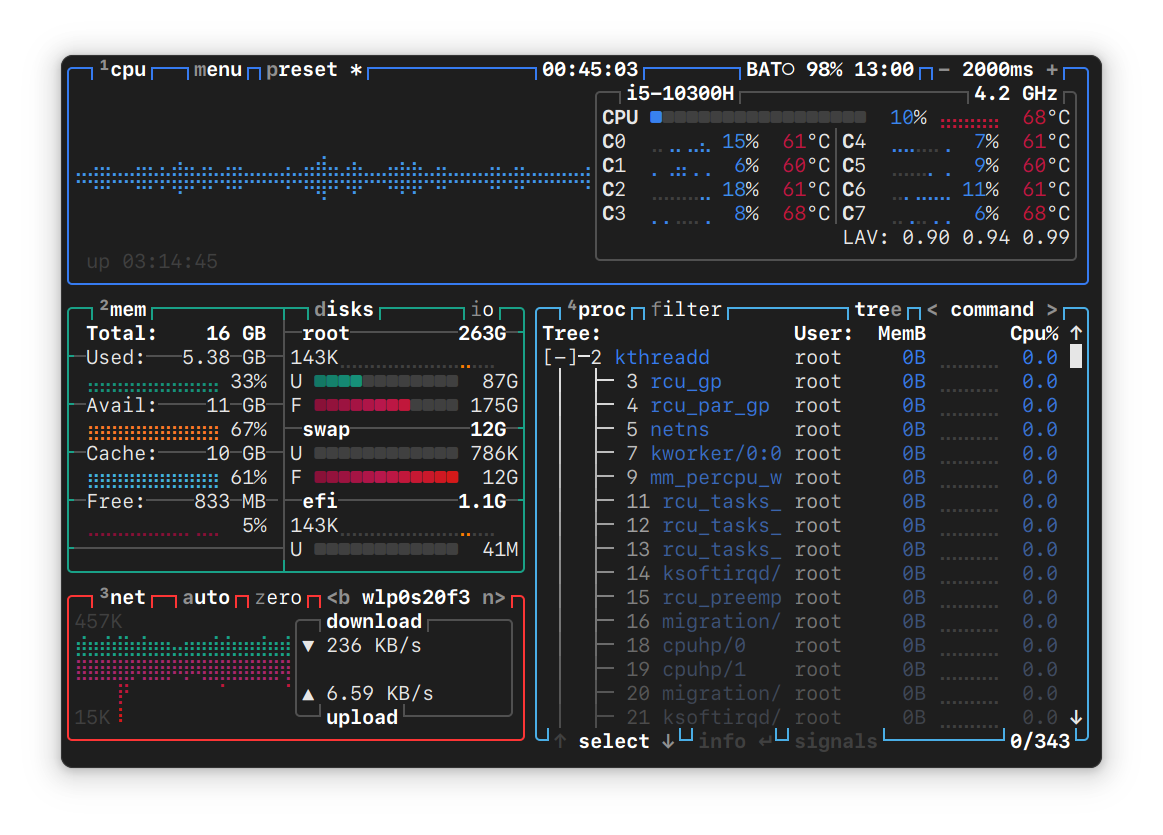 ¹cpu menu preset * 00:45:03 BAT○ 98% 13:00 - 2000ms +
i5-10300H 4.2 GHz
CPU 10% 68°C
C0 15% 61°C C4 7% 61°C
C1 6% 60°C C5 9% 60°C
C2 18% 61°C C6 11% 61°C
C3 8% 68°C C7 6% 68°C
LAV: 0.90 0.94 0.99
up 03:14:45
²mem disks io
Total: 16 GB
Used: 5.38 GB
33%
Avail: 11 GB
67%
Cache: 10 GB
61%
Free: 833 MB
5%
root 263G
143K
U 87G
F 175G
swap 12G
U 786K
F 12G
efi 1.1G
143K
U 41M
³net auto zero <b wlp0s20f3 n>
457K
download
▼ 236 KB/s
▲ 6.59 KB/s
15K
upload
⁴proc filter tree < command >
Tree: User: MemB Cpu% ↑
[-]─2 kthreadd root 0B 0.0
3 rcu_gp root 0B 0.0
4 rcu_par_gp root 0B 0.0
5 netns root 0B 0.0
7 kworker/0:0 root 0B 0.0
9 mm_percpu_w root 0B 0.0
11 rcu_tasks_ root 0B 0.0
12 rcu_tasks_ root 0B 0.0
13 rcu_tasks_ root 0B 0.0
14 ksoftirqd/ root 0B 0.0
15 rcu_preemp root 0B 0.0
16 migration/ root 0B 0.0
18 cpuhp/0 root 0B 0.0
19 cpuhp/1 root 0B 0.0
20 migration/ root 0B 0.0
21 ksoftirqd/ root 0B 0.0 ↓
↑ select ↓ info ↵ signals 0/343